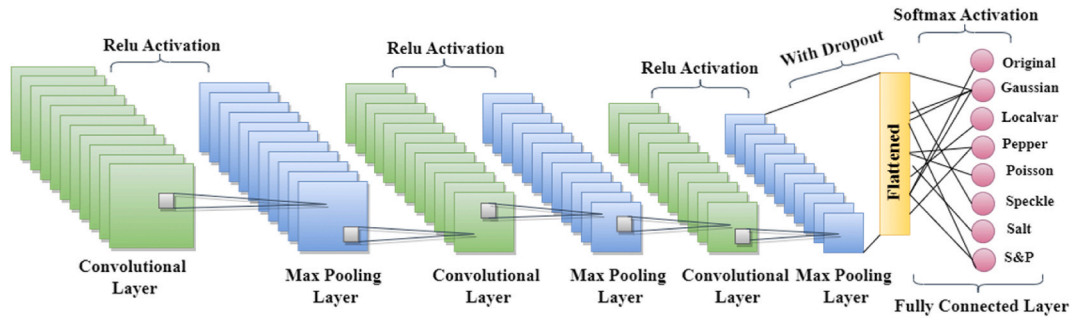 Softmax Activation
Relu Activation
Relu Activation
Relu Activation
With Dropout
Flattened
Original
Gaussian
Localvar
Pepper
Poisson
Speckle
Salt
S&P
Convolutional
Layer
Max Pooling
Layer
Convolutional
Layer
Max Pooling
Layer
Convolutional
Layer
Max Pooling
Layer
Fully Connected Layer